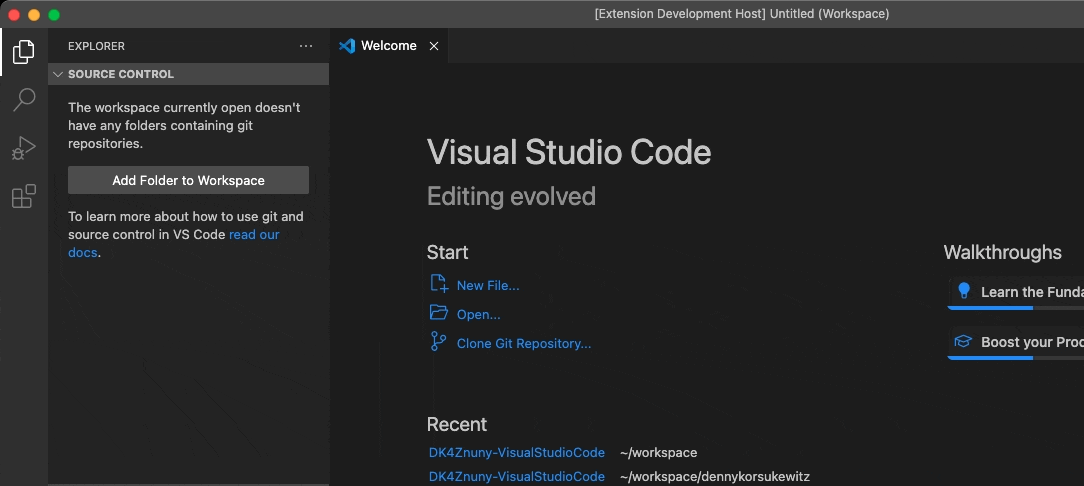 [Extension Development Host] Untitled (Workspace)
EXPLORER
SOURCE CONTROL
The workspace currently open doesn't
have any folders containing git
repositories.
Add Folder to Workspace
To learn more about how to use git and
source control in VS Code read our
docs.
Welcome
Visual Studio Code
Editing evolved
Start
New File...
Open...
Clone Git Repository...
Recent
DK4Znuny-VisualStudioCode ~/workspace
DK4Znuny-VisualStudioCode ~/workspace/dennykorsukewitz
Walkthroughs
Learn the Funda
Boost your Prod